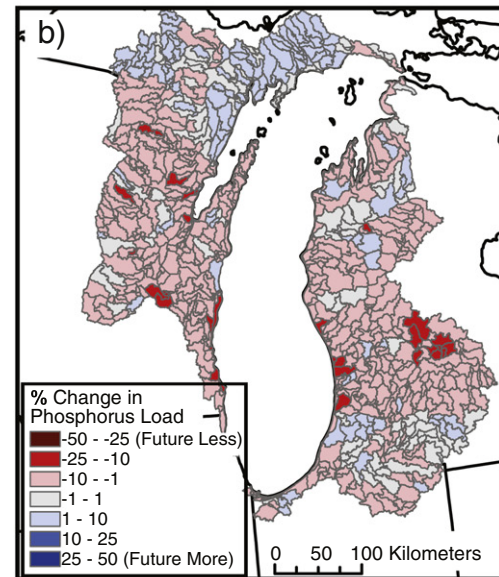 b)
% Change in
Phosphorus Load
-50 - -25 (Future Less)
-25 - -10
-10 - -1
-1 - 1
1 - 10
10 - 25
25 - 50 (Future More)
0 50 100 Kilometers